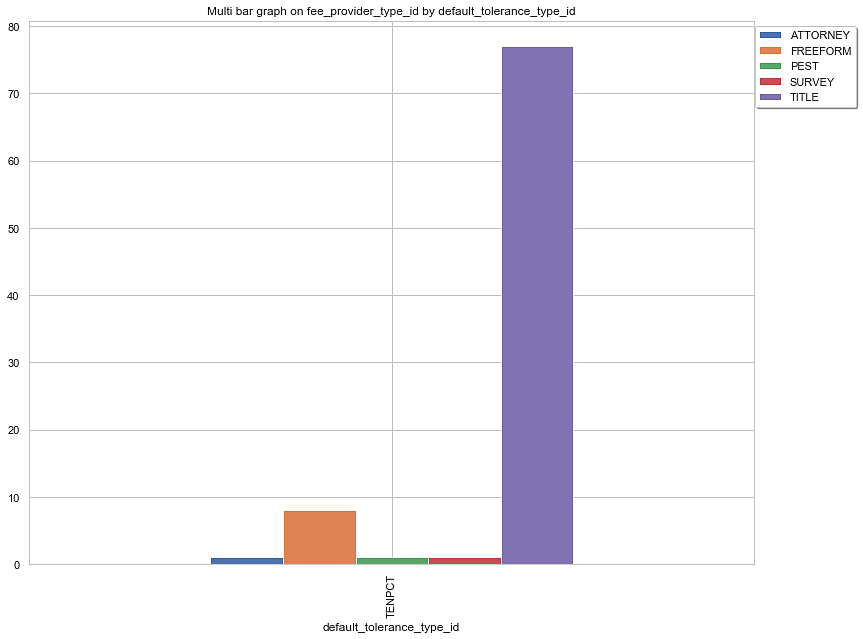 Multi bar graph on fee_provider_type_id by default_tolerance_type_id
80
70
60
50
40
30
20
10
0
ATTORNEY
FREEFORM
PEST
SURVEY
TITLE
TENPCT
default_tolerance_type_id